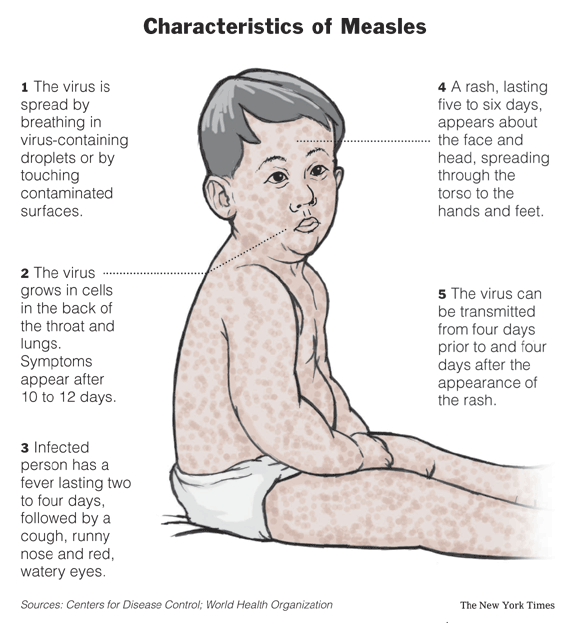 Characteristics of Measles
1 The virus is
spread by
breathing in
virus-containing
droplets or by
touching
contaminated
surfaces.
2 The virus
grows in cells
in the back of
the throat and
lungs.
Symptoms
appear after
10 to 12 days.
3 Infected
person has a
fever lasting two
to four days,
followed by a
cough, runny
nose and red,
watery eyes.
4 A rash, lasting
five to six days,
appears about
the face and
head, spreading
through the
torso to the
hands and feet.
5 The virus can
be transmitted
from four days
prior to and four
days after the
appearance of
the rash.
Sources: Centers for Disease Control; World Health Organization
The New York Times